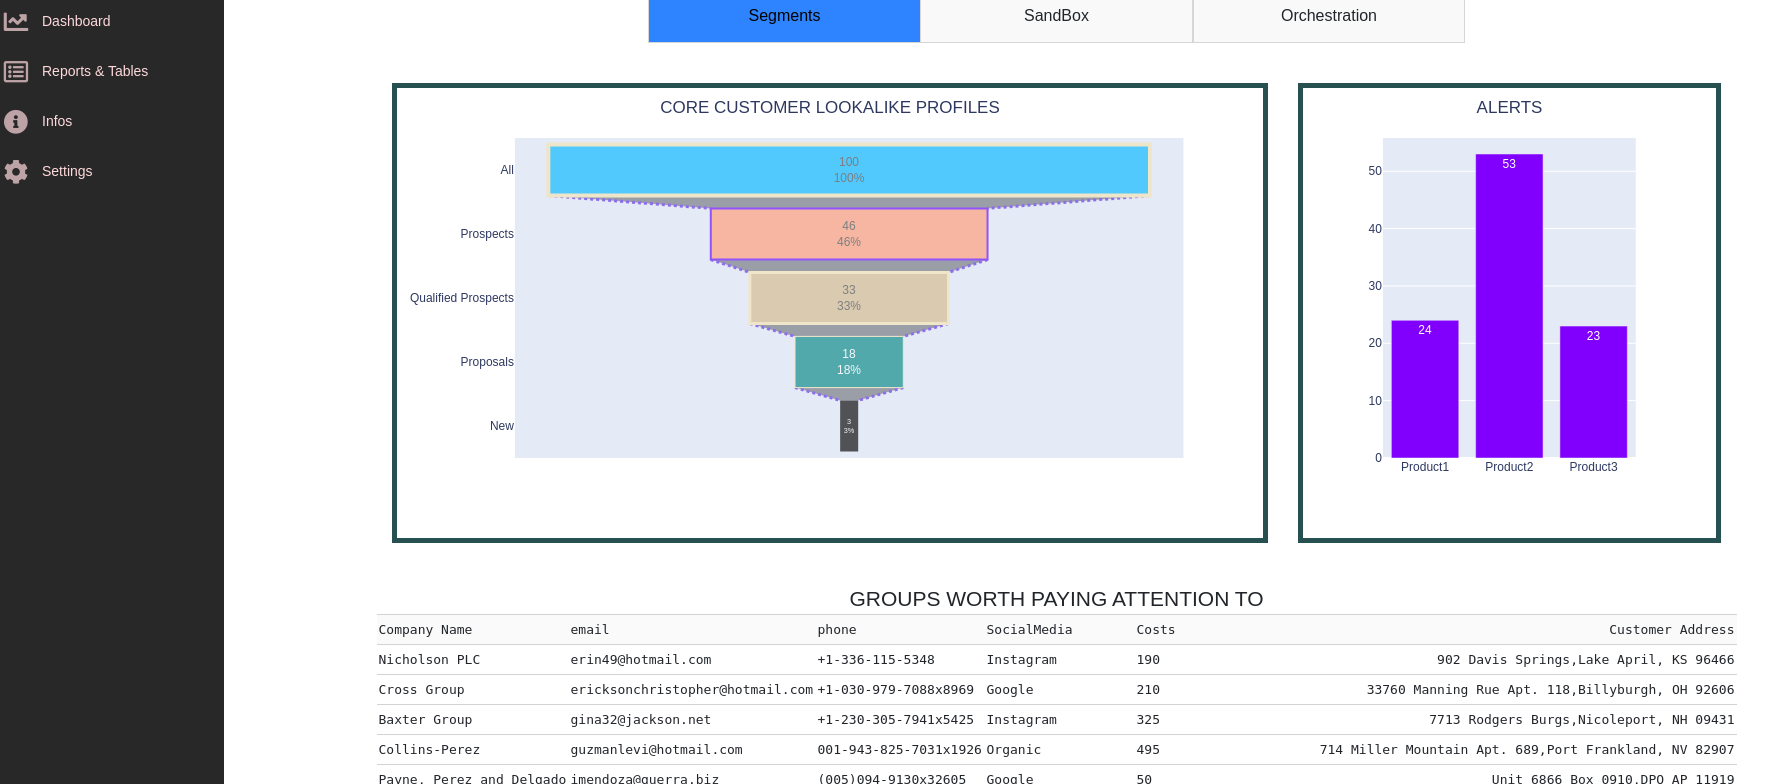 Dashboard
Reports & Tables
Infos
Settings
Segments SandBox Orchestration
CORE CUSTOMER LOOKALIKE PROFILES
All
100
100%
Prospects
46
46%
Qualified Prospects
33
33%
Proposals
18
18%
New
3
3%
ALERTS
50
40
30
20
10
0
24
53
23
Product1 Product2 Product3
GROUPS WORTH PAYING ATTENTION TO
Company Name email phone SocialMedia Costs Customer Address
Nicholson PLC erin49@hotmail.com +1-336-115-5348 Instagram 190 902 Davis Springs,Lake April, KS 96466
Cross Group ericksonchristopher@hotmail.com +1-030-979-7088x8969 Google 210 33760 Manning Rue Apt. 118,Billyburgh, OH 92606
Baxter Group gina32@jackson.net +1-230-305-7941x5425 Instagram 325 7713 Rodgers Burgs,Nicoleport, NH 09431
Collins-Perez guzmanlevi@hotmail.com 001-943-825-7031x1926 Organic 495 714 Miller Mountain Apt. 689,Port Frankland, NV 82907
Payne, Perez and Delgado imendoza@guerra.biz (005)094-9130x32605 Google 50 Unit 6866 Box 0910,DPO AP 11919